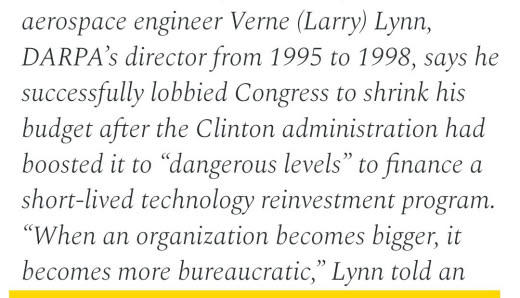 aerospace engineer Verne (Larry) Lynn,
DARPA’s director from 1995 to 1998, says he
successfully lobbied Congress to shrink his
budget after the Clinton administration had
boosted it to “dangerous levels” to finance a
short-lived technology reinvestment program.
“When an organization becomes bigger, it
becomes more bureaucratic,” Lynn told an